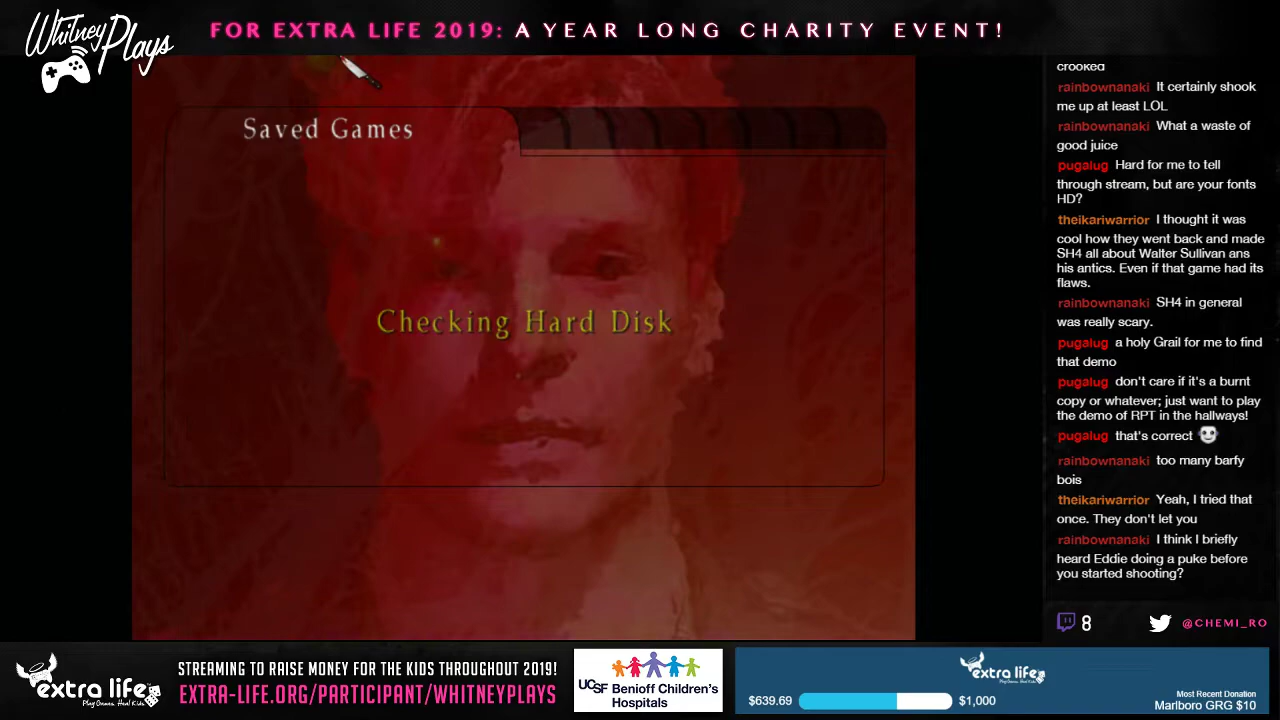 Whitney Plays
FOR EXTRA LIFE 2019: A YEAR LONG CHARITY EVENT!
Saved Games
Checking Hard Disk
crooked
rainbownanaki It certainly shook
me up at least LOL
rainbownanaki What a waste of
good juice
pugalug Hard for me to tell
through stream, but are your fonts
HD?
theikariwarrior I thought it was
cool how they went back and made
SH4 all about Walter Sullivan ans
his antics. Even if that game had its
flaws.
rainbownanaki SH4 in general
was really scary.
pugalug a holy Grail for me to find
that demo
pugalug don't care if it's a burnt
copy or whatever; just want to play
the demo of RPT in the hallways!
pugalug that's correct
rainbownanaki too many barfy
bois
theikariwarrior Yeah, I tried that
once. They don't let you
rainbownanaki I think I briefly
heard Eddie doing a puke before
you started shooting?
8
@CHEMI_RO
extra life
Play Games. Heal Kids.
STREAMING TO RAISE MONEY FOR THE KIDS THROUGHOUT 2019!
EXTRA-LIFE.ORG/PARTICIPANT/WHITNEYPLAYS
UCSF Benioff Children's
Hospitals
extra life
Play Games. Heal Kids.
$639.69
$1,000
Most Recent Donation
Marlboro GRG $10